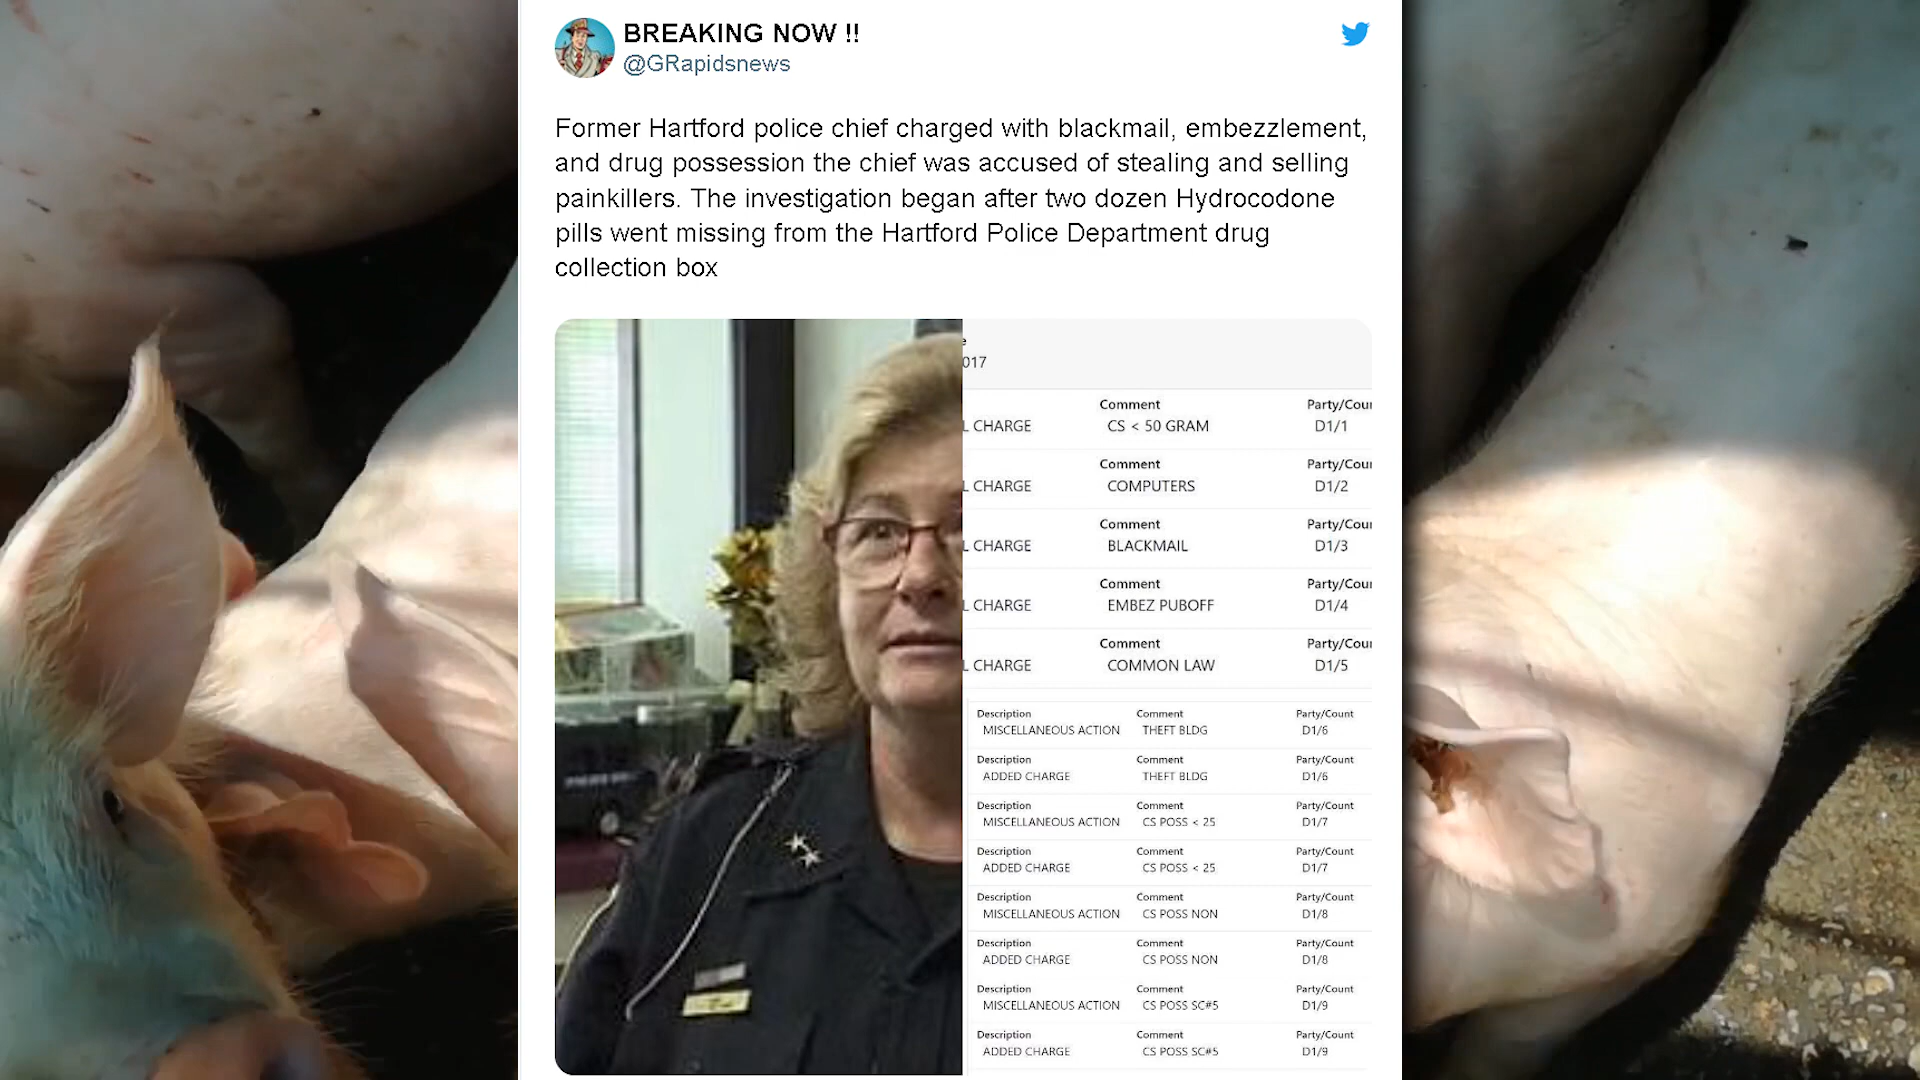 BREAKING NOW !!
@GRapidsnews
Former Hartford police chief charged with blackmail, embezzlement,
and drug possession the chief was accused of stealing and selling
painkillers. The investigation began after two dozen Hydrocodone
pills went missing from the Hartford Police Department drug
collection box
e
017
Comment Party/Cour
L CHARGE CS < 50 GRAM D1/1
Comment Party/Cour
L CHARGE COMPUTERS D1/2
Comment Party/Cour
L CHARGE BLACKMAIL D1/3
Comment Party/Cour
L CHARGE EMBEZ PUBOFF D1/4
Comment Party/Cour
L CHARGE COMMON LAW D1/5
Description Comment Party/Count
MISCELLANEOUS ACTION THEFT BLDG D1/6
Description Comment Party/Count
ADDED CHARGE THEFT BLDG D1/6
Description Comment Party/Count
MISCELLANEOUS ACTION CS POSS < 25 D1/7
Description Comment Party/Count
ADDED CHARGE CS POSS < 25 D1/7
Description Comment Party/Count
MISCELLANEOUS ACTION CS POSS NON D1/8
Description Comment Party/Count
ADDED CHARGE CS POSS NON D1/8
Description Comment Party/Count
MISCELLANEOUS ACTION CS POSS SC#5 D1/9
Description Comment Party/Count
ADDED CHARGE CS POSS SC#5 D1/9